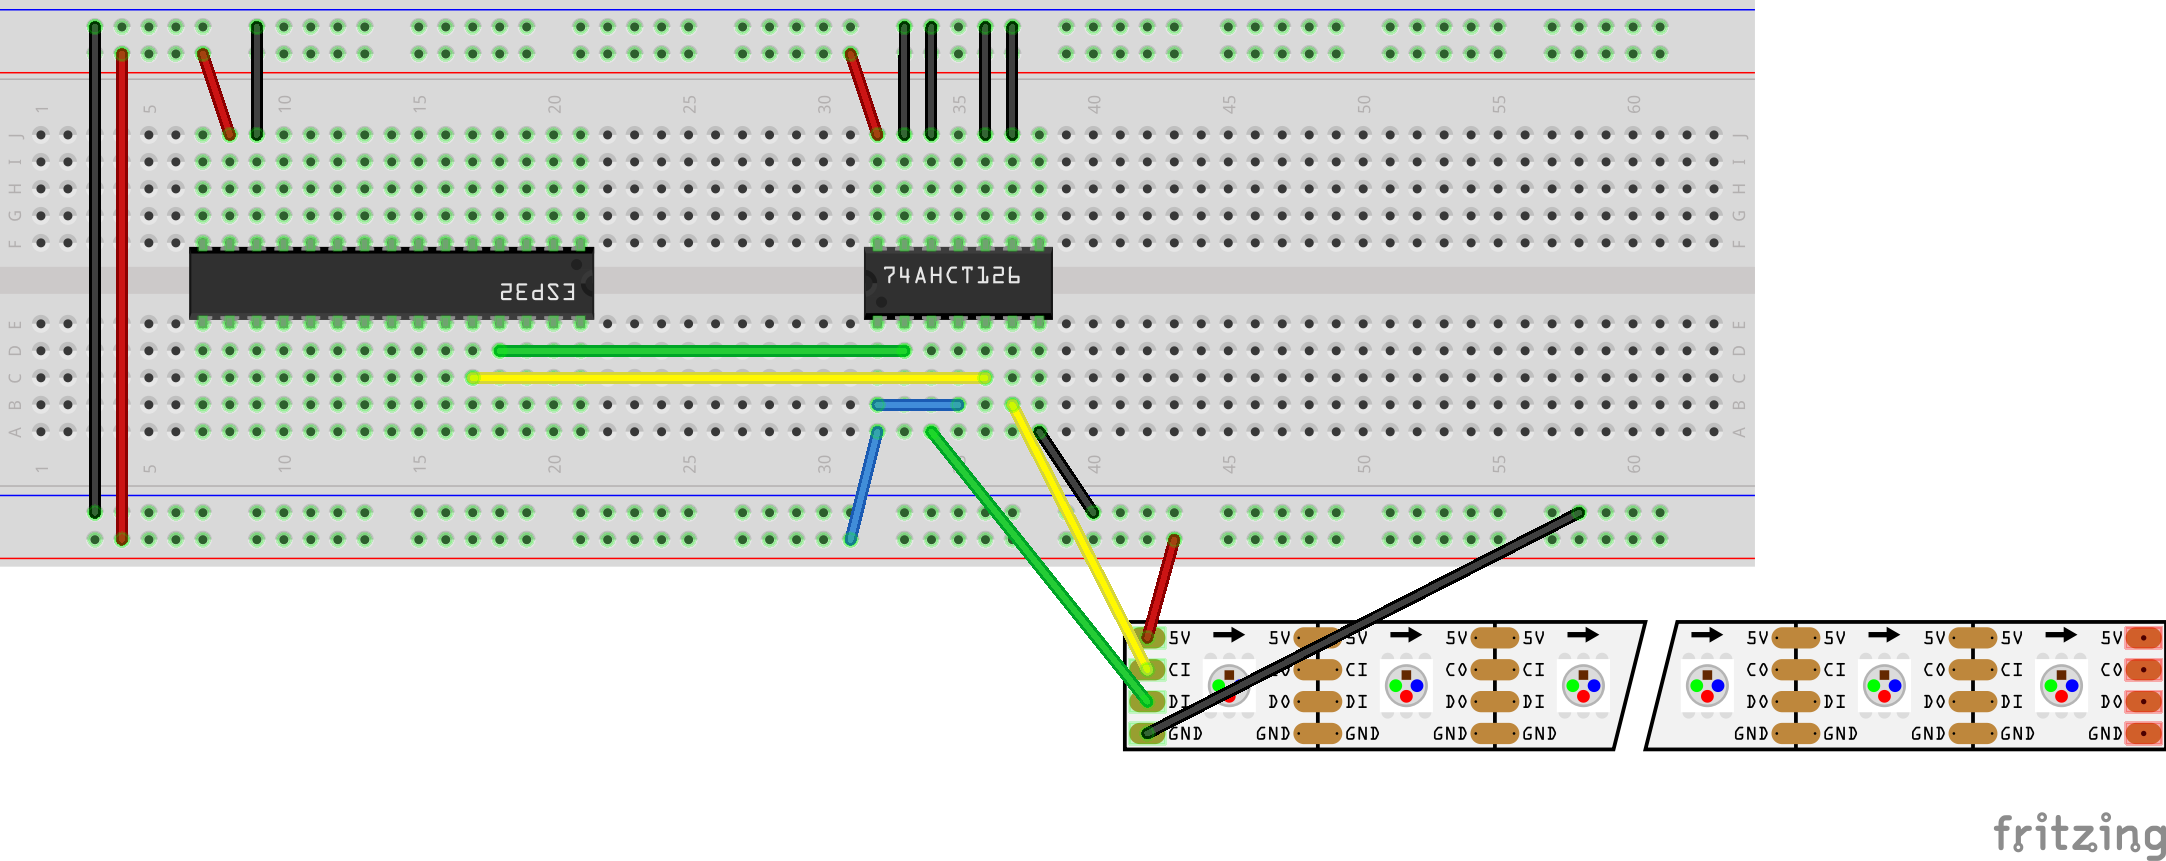 1 5 10 15 20 25 30 35 40 45 50 55 60
J J
I I
H H
G G
F F
ESP32
74AHCT126
E E
D D
C C
B B
A A
1 5 10 15 20 25 30 40 45 50 55 60
5V 5V 5V 5V 5V 5V 5V 5V 5V 5V
CI CI CO CI CO CI CO CI CO
DI DO DI DO DI DO DI DO DI DO
GND GND GND GND GND GND GND GND GND GND
fritzing